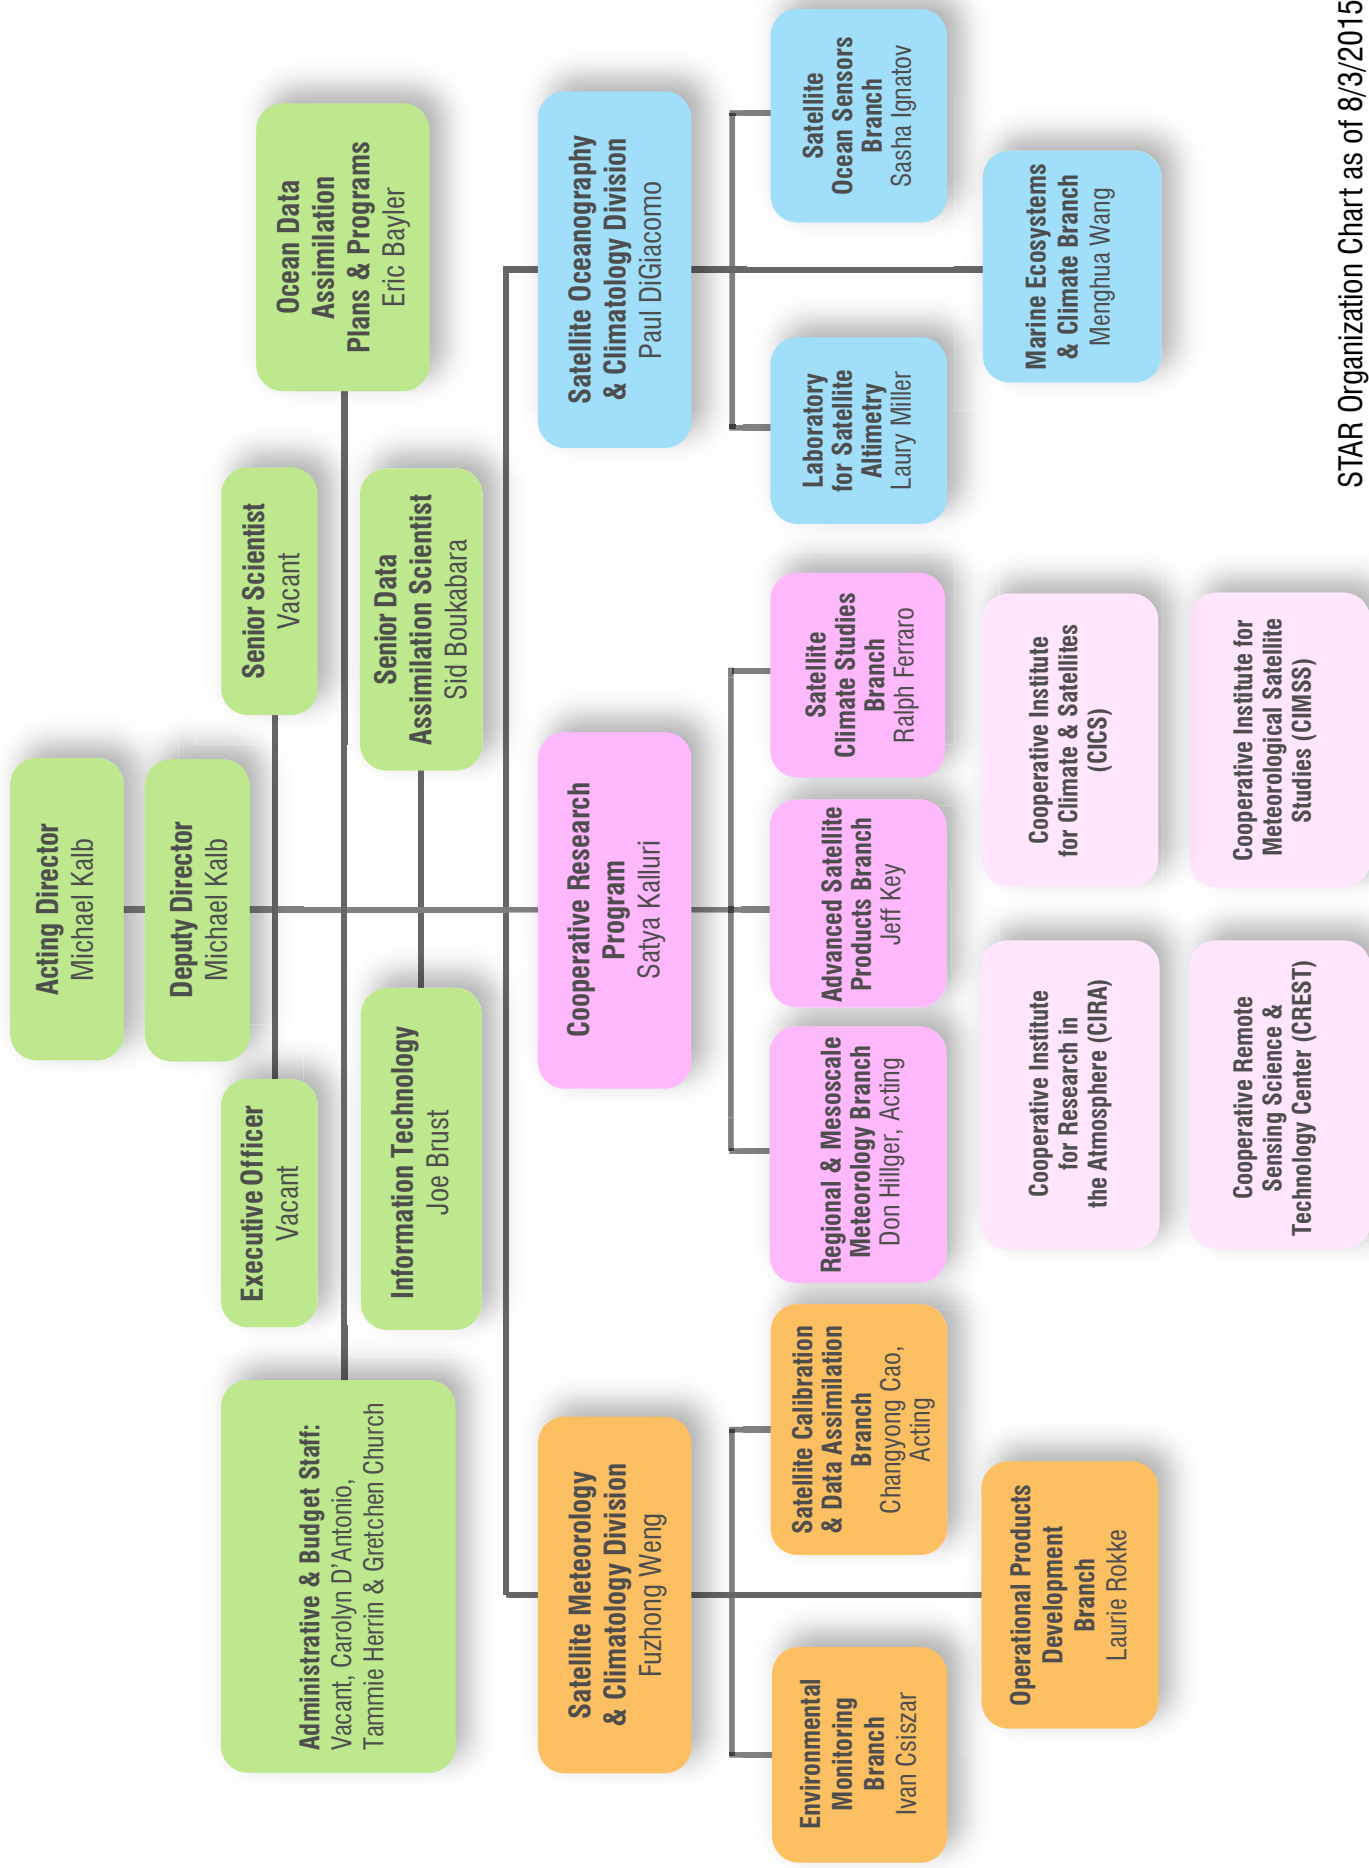 Acting Director
Michael Kalb
Deputy Director
Michael Kalb
Executive Officer
Vacant
Senior Scientist
Vacant
Administrative & Budget Staff:
Vacant, Carolyn D'Antonio,
Tammie Herrin & Gretchen Church
Ocean Data
Assimilation
Plans & Programs
Eric Bayler
Information Technology
Joe Brust
Senior Data
Assimilation Scientist
Sid Boukabara
Satellite Meteorology
& Climatology Division
Fuzhong Weng
Cooperative Research
Program
Satya Kalluri
Satellite Oceanography
& Climatology Division
Paul DiGiacomo
Environmental
Monitoring
Branch
Ivan Csiszar
Satellite Calibration
& Data Assimilation
Branch
Changyong Cao,
Acting
Regional & Mesoscale
Meteorology Branch
Don Hillger, Acting
Advanced Satellite
Products Branch
Jeff Key
Satellite
Climate Studies
Branch
Ralph Ferraro
Laboratory
for Satellite
Altimetry
Laury Miller
Satellite
Ocean Sensors
Branch
Sasha Ignatov
Operational Products
Development
Branch
Laurie Rokke
Cooperative Institute
for Research in
the Atmosphere (CIRA)
Cooperative Institute
for Climate & Satellites
(CICS)
Marine Ecosystems
& Climate Branch
Menghua Wang
Cooperative Remote
Sensing Science &
Technology Center (CREST)
Cooperative Institute for
Meteorological Satellite
Studies (CIMSS)
STAR Organization Chart as of 8/3/2015